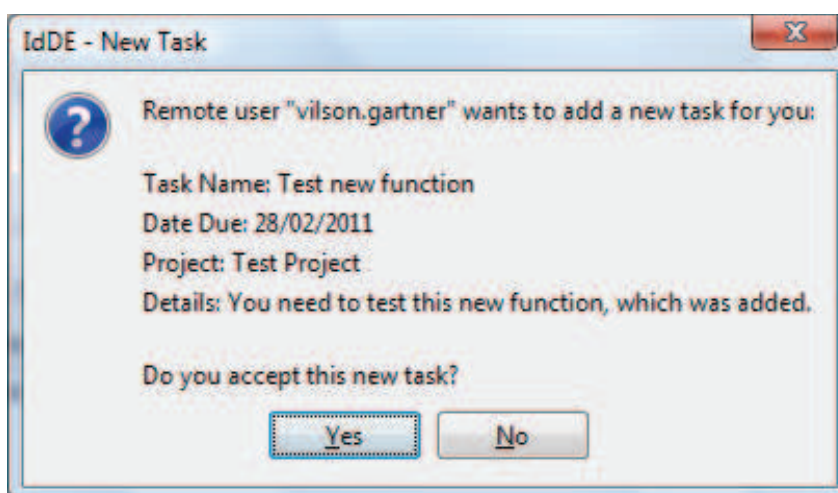 IdDE - New Task
Remote user "vilson.gartner" wants to add a new task for you:
Task Name: Test new function
Date Due: 28/02/2011
Project: Test Project
Details: You need to test this new function, which was added.
Do you accept this new task?
Yes No